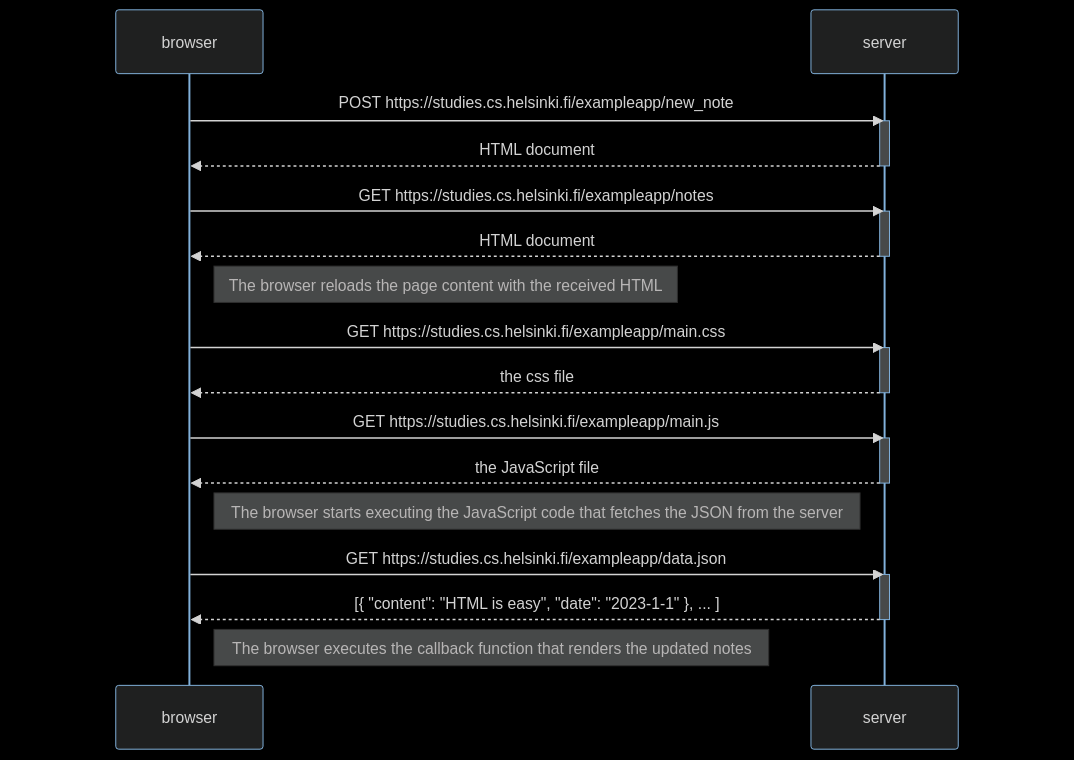 browser
server
POST https://studies.cs.helsinki.fi/exampleapp/new_note
HTML document
GET https://studies.cs.helsinki.fi/exampleapp/notes
HTML document
The browser reloads the page content with the received HTML
GET https://studies.cs.helsinki.fi/exampleapp/main.css
the css file
GET https://studies.cs.helsinki.fi/exampleapp/main.js
the JavaScript file
The browser starts executing the JavaScript code that fetches the JSON from the server
GET https://studies.cs.helsinki.fi/exampleapp/data.json
[{ "content": "HTML is easy", "date": "2023-1-1" }, ... ]
The browser executes the callback function that renders the updated notes
browser
server